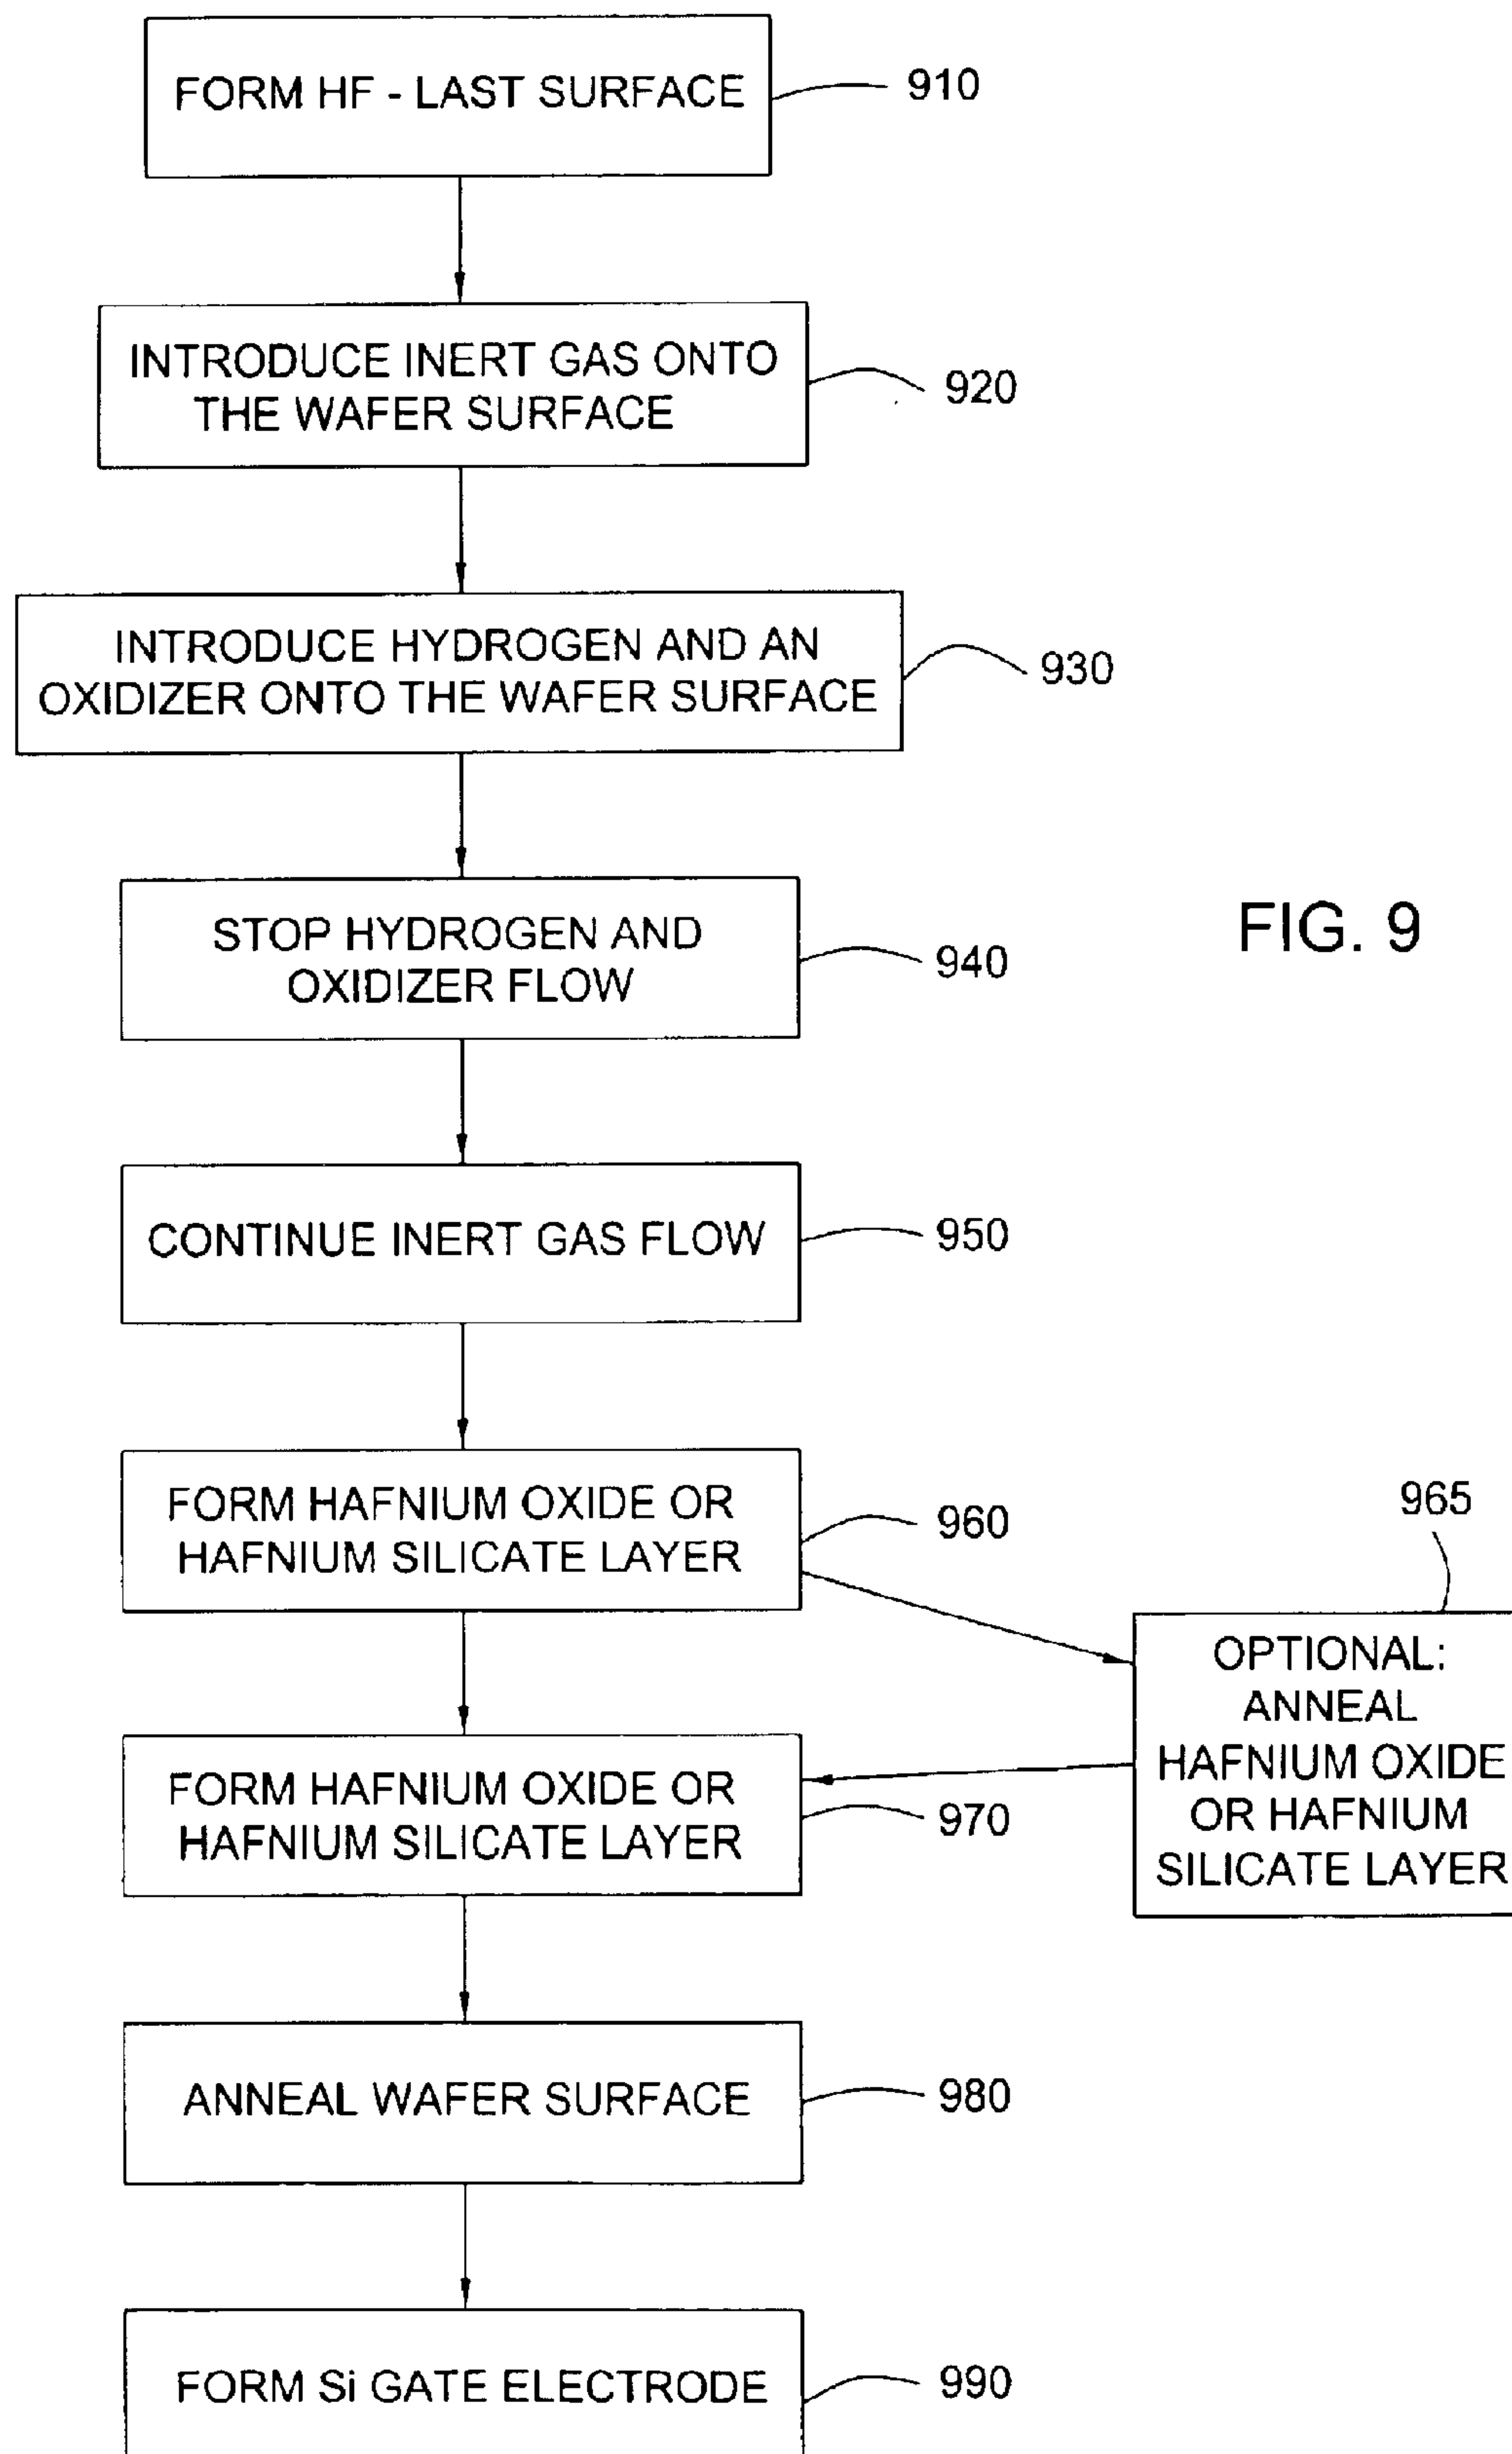 FORM HF - LAST SURFACE
910
INTRODUCE INERT GAS ONTO
THE WAFER SURFACE
920
INTRODUCE HYDROGEN AND AN
OXIDIZER ONTO THE WAFER SURFACE
930
STOP HYDROGEN AND
OXIDIZER FLOW
940
FIG. 9
CONTINUE INERT GAS FLOW
950
FORM HAFNIUM OXIDE OR
HAFNIUM SILICATE LAYER
960
965
OPTIONAL:
ANNEAL
HAFNIUM OXIDE
OR HAFNIUM
SILICATE LAYER
FORM HAFNIUM OXIDE OR
HAFNIUM SILICATE LAYER
970
ANNEAL WAFER SURFACE
980
FORM Si GATE ELECTRODE
990